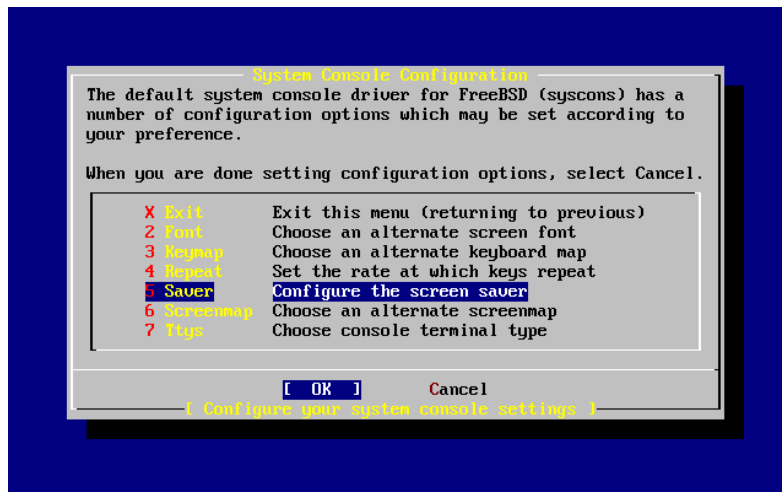 System Console Configuration
The default system console driver for FreeBSD (syscons) has a
number of configuration options which may be set according to
your preference.
When you are done setting configuration options, select Cancel.
X Exit Exit this menu (returning to previous)
2 Font Choose an alternate screen font
3 Keymap Choose an alternate keyboard map
4 Repeat Set the rate at which keys repeat
5 Saver Configure the screen saver
6 Screenmap Choose an alternate screenmap
7 Ttys Choose console terminal type
[ OK ] Cancel
[ Configure your system console settings ]